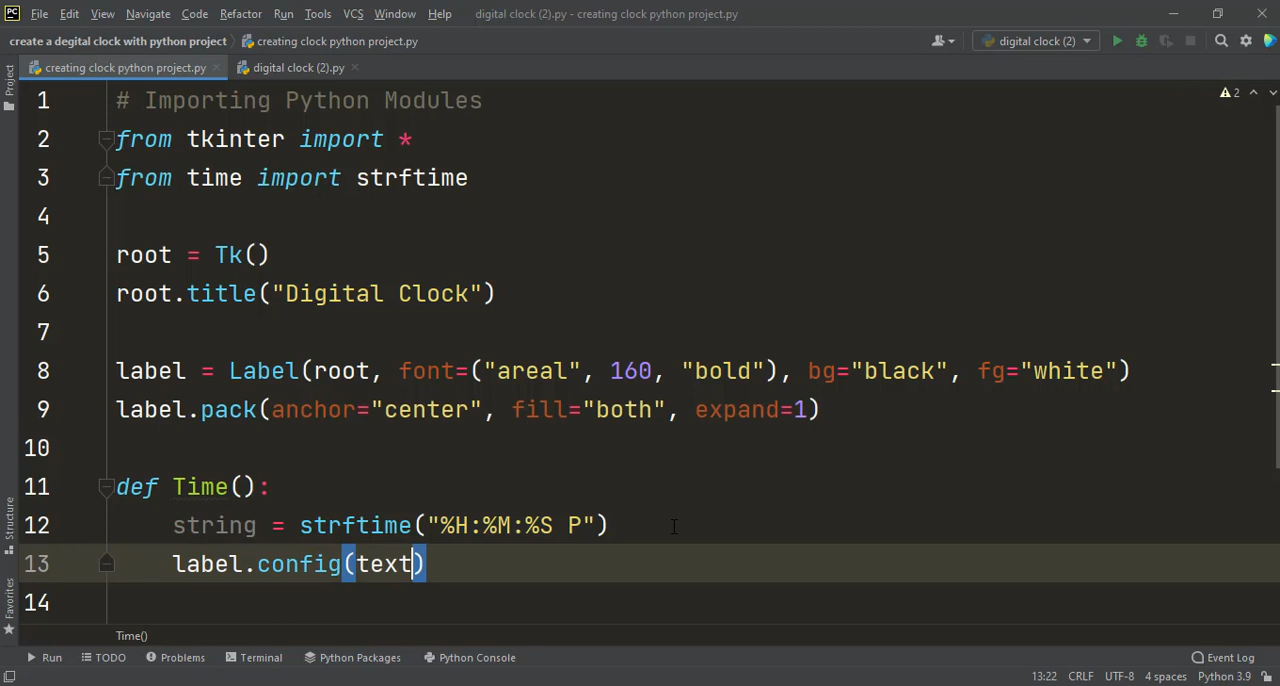 PC File Edit View Navigate Code Refactor Run Tools VCS Window Help digital clock (2).py - creating clock python project.py
create a degital clock with python project creating clock python project.py digital clock (2)
Project creating clock python project.py digital clock (2).py
1 # Importing Python Modules 2
2 from tkinter import *
3 from time import strftime
4
5 root = Tk()
6 root.title("Digital Clock")
7
8 label = Label(root, font=("areal", 160, "bold"), bg="black", fg="white")
9 label.pack(anchor="center", fill="both", expand=1)
10
11 def Time():
12 string = strftime("%H:%M:%S P")
13 label.config(text)
14
Structure
Favorites
Time()
Run TODO Problems Terminal Python Packages Python Console Event Log
13:22 CRLF UTF-8 4 spaces Python 3.9